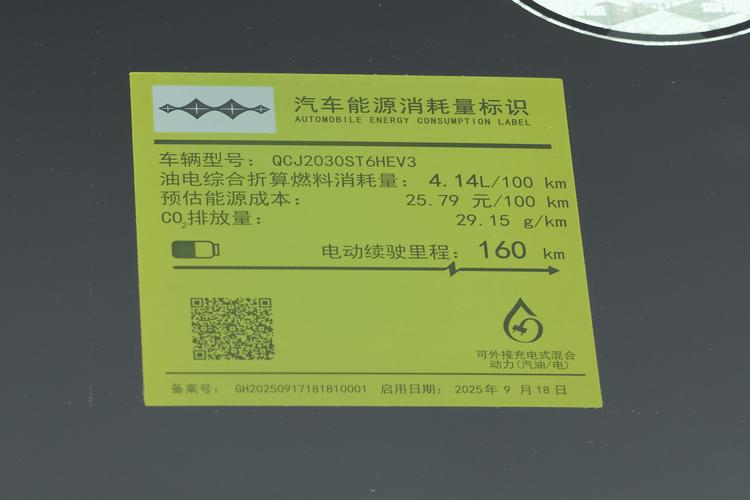 汽车能源消耗量标识
AUTOMOBILE ENERGY CONSUMPTION LABEL
车辆型号: QCJ2030ST6HEV3
油电综合折算燃料消耗量: 4.14L/100 km
预估能源成本: 25.79 元/100 km
CO₂排放量: 29.15 g/km
电动续驶里程: 160 km
可外接充电式混合
动力(汽油/电)
备案号: GH20250917181810001 启用日期: 2025年 9 月 18 日